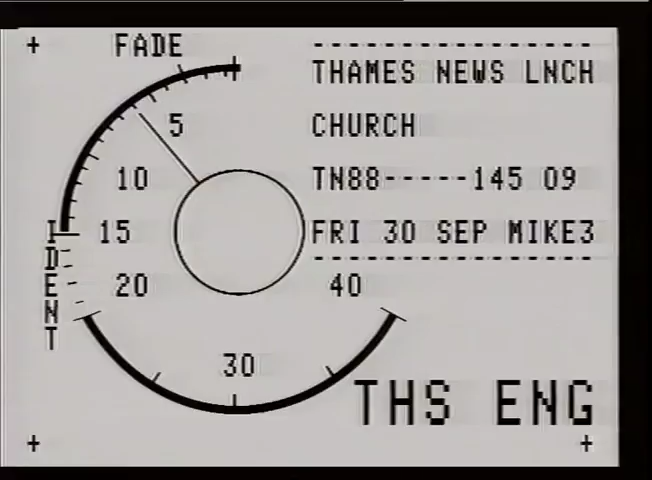 FADE
THAMES NEWS LNCH
5
CHURCH
10
TN88-----145 09
IDENT
15
FRI 30 SEP MIKE3
20
40
30
THS ENG